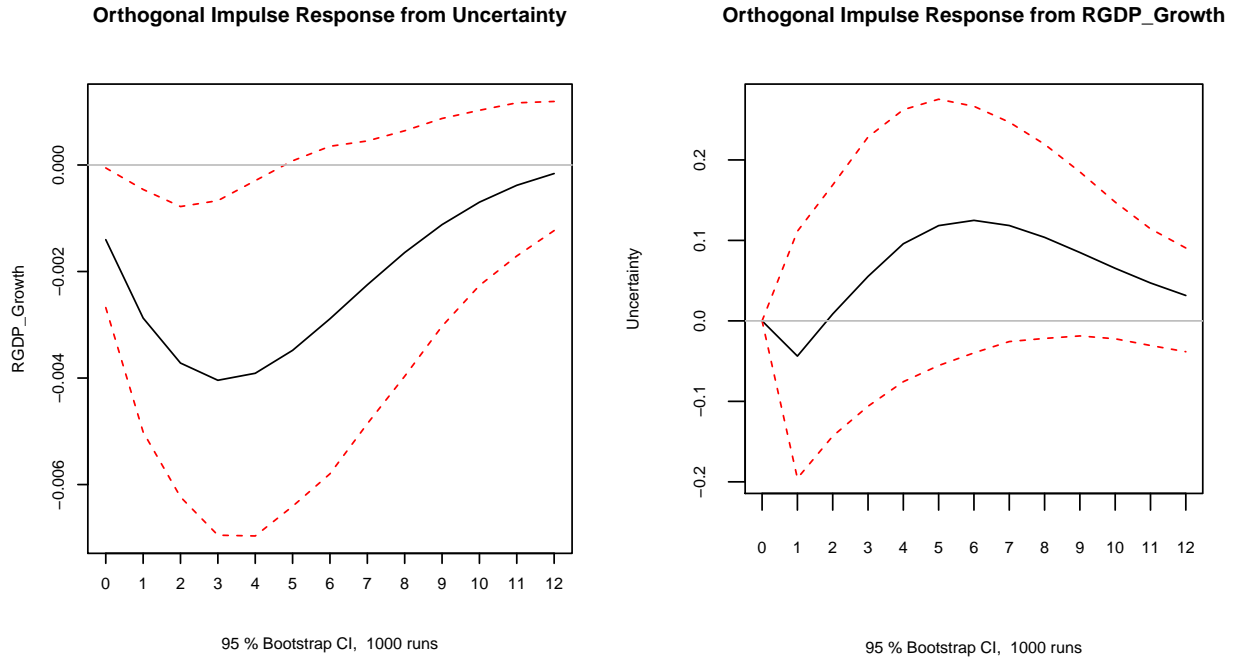 Orthogonal Impulse Response from Uncertainty
RGDP_Growth
0.000
−0.002
−0.004
−0.006
0 1 2 3 4 5 6 7 8 9 10 11 12
95 % Bootstrap CI, 1000 runs
Orthogonal Impulse Response from RGDP_Growth
Uncertainty
0.2
0.1
0.0
−0.1
−0.2
0 1 2 3 4 5 6 7 8 9 10 11 12
95 % Bootstrap CI, 1000 runs